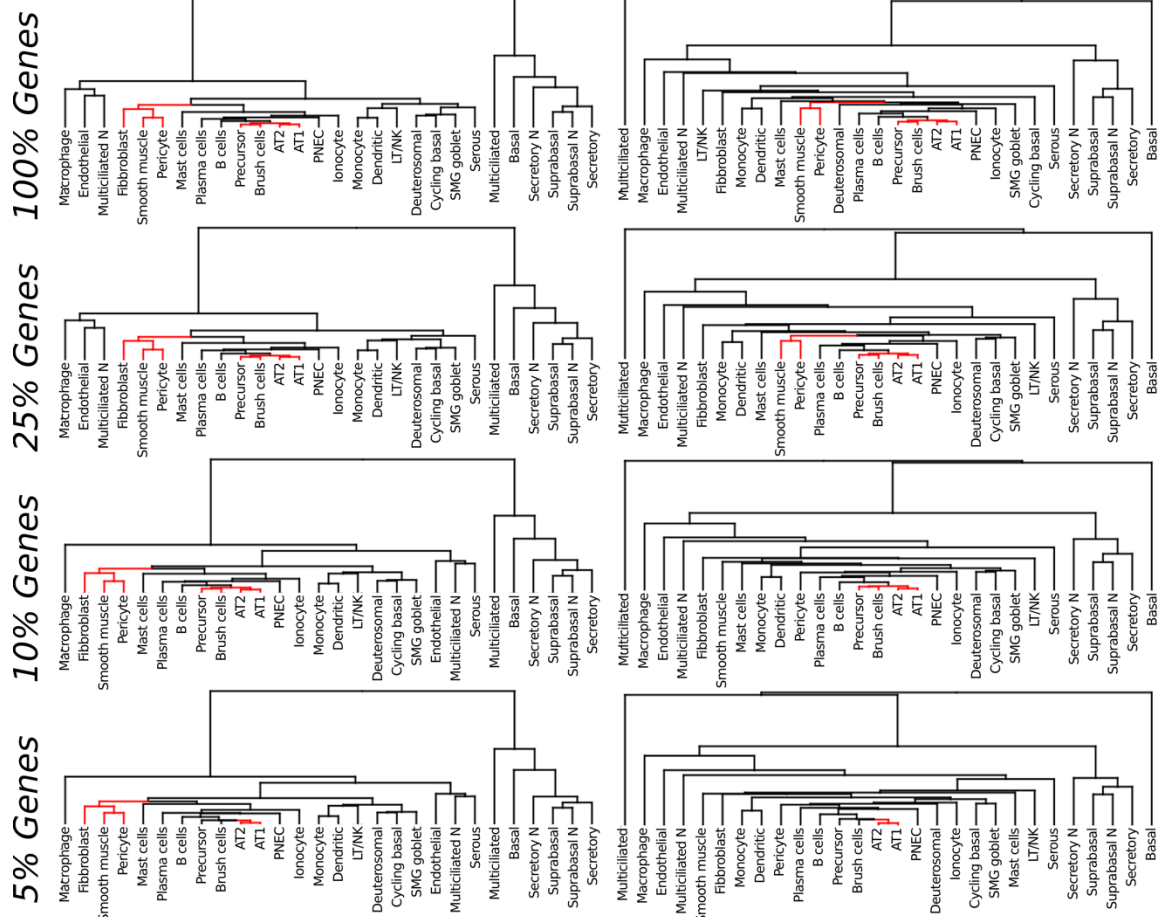 100% Genes
Macrophage
Endothelial
Multiciliated N
Fibbroblast
Smooth muscle
Pericyte
Mast cells
Plasma cells
B cells
Precursor
Brush cells
AT2
AT1
PNEC
Ionocyte
Monocyte
Dendritic
LT/NK
Deuterosomal
Cycling basal
SMG goblet
Serous
Multiciliated
Basal
Secretory N
Suprabasal
Suprabasal N
Secretory
Multiciliated
Macrophage
Endothelial
Multiciliated N
LT/NK
Fibbroblast
Monocyte
Dendritic
Mast cells
Smooth muscle
Pericyte
Deuterosomal
Plasma cells
B cells
Precursor
Brush cells
AT2
AT1
PNEC
Ionocyte
SMG goblet
Cycling basal
Serous
Secretory N
Suprabasal
Suprabasal N
Secretory
Basal
25% Genes
Macrophage
Endothelial
Multiciliated N
Fibbroblast
Smooth muscle
Pericyte
Mast cells
Plasma cells
B cells
Precursor
Brush cells
AT2
AT1
PNEC
Ionocyte
Monocyte
Dendritic
LT/NK
Deuterosomal
Cycling basal
SMG goblet
Serous
Multiciliated
Basal
Secretory N
Suprabasal
Suprabasal N
Secretory
Multiciliated
Macrophage
Endothelial
Multiciliated N
Fibbroblast
Monocyte
Dendritic
Mast cells
Smooth muscle
Pericyte
Plasma cells
B cells
Precursor
Brush cells
AT2
AT1
PNEC
Ionocyte
Deuterosomal
Cycling basal
SMG goblet
LT/NK
Serous
Secretory N
Suprabasal
Suprabasal N
Secretory
Basal
10% Genes
Macrophage
Fibbroblast
Smooth muscle
Pericyte
Mast cells
Plasma cells
B cells
Precursor
Brush cells
AT2
AT1
PNEC
Ionocyte
Monocyte
Dendritic
LT/NK
Deuterosomal
Cycling basal
SMG goblet
Endothelial
Multiciliated N
Serous
Multiciliated
Basal
Secretory N
Suprabasal
Suprabasal N
Secretory
Multiciliated
Macrophage
Endothelial
Multiciliated N
Fibbroblast
Smooth muscle
Mast cells
Monocyte
Dendritic
Pericyte
Plasma cells
B cells
Precursor
Brush cells
AT2
AT1
PNEC
Ionocyte
Deuterosomal
Cycling basal
SMG goblet
LT/NK
Serous
Secretory N
Suprabasal
Suprabasal N
Secretory
Basal
5% Genes
Macrophage
Fibbroblast
Smooth muscle
Pericyte
Mast cells
Plasma cells
B cells
Precursor
Brush cells
AT2
AT1
PNEC
Ionocyte
Monocyte
Dendritic
LT/NK
Deuterosomal
Cycling basal
SMG goblet
Endothelial
Multiciliated N
Serous
Multiciliated
Basal
Secretory N
Suprabasal
Suprabasal N
Secretory
Multiciliated
Macrophage
Endothelial
Multiciliated N
Smooth muscle
Fibbroblast
Monocyte
Dendritic
Pericyte
Plasma cells
B cells
Precursor
Brush cells
AT2
AT1
PNEC
Deuterosomal
Ionocyte
Cycling basal
SMG goblet
Mast cells
LT/NK
Serous
Secretory N
Suprabasal
Suprabasal N
Secretory
Basal